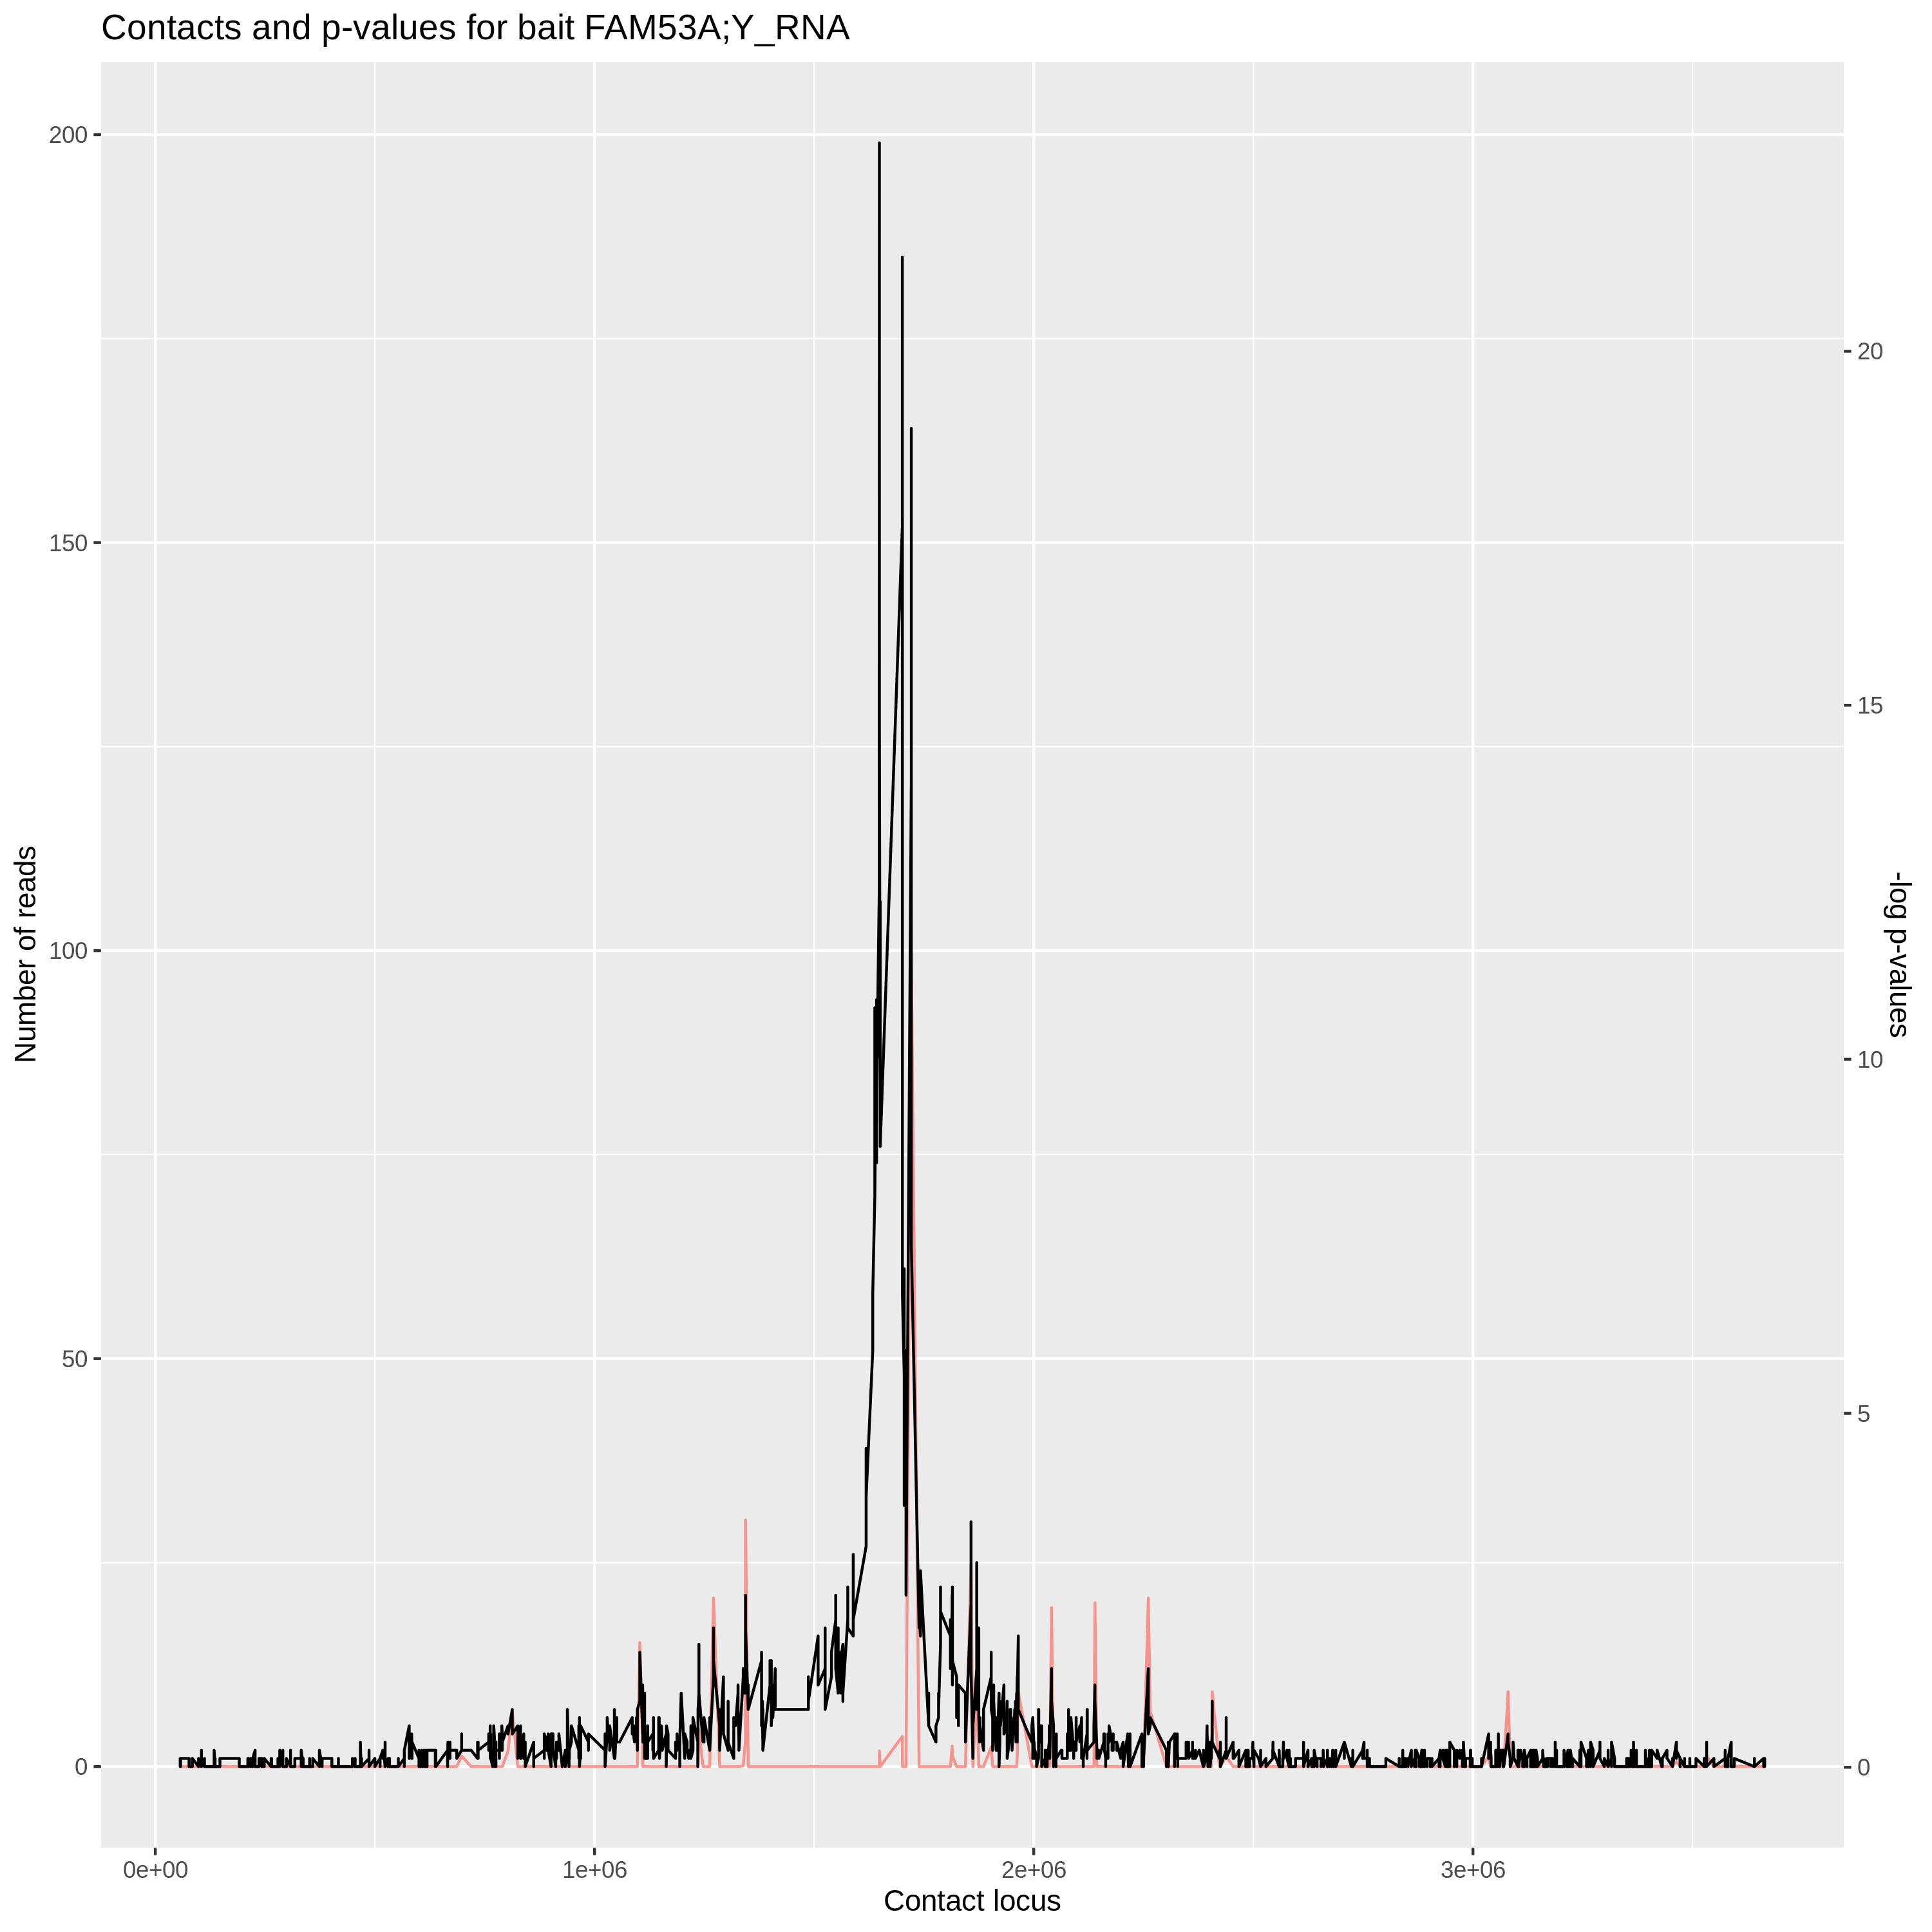 Contacts and p-values for bait FAM53A;Y_RNA
200
150
100
50
0
Number of reads
20
15
10
5
0
-log p-values
0e+00
1e+06
2e+06
3e+06
Contact locus